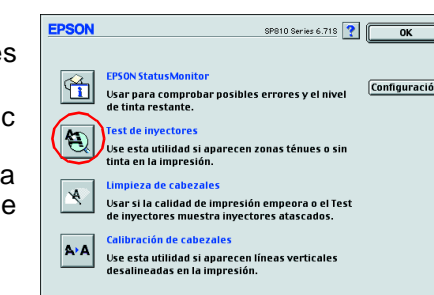 EPSON
SP810 Series 6.71S
?
OK
es
EPSON StatusMonitor
Usar para comprobar posibles errores y el nivel
de tinta restante.
Configuració
c
Test de inyectores
Use esta utilidad si aparecen zonas ténues o sin
tinta en la impresión.
a
e
Limpieza de cabezales
Usar si la calidad de impresión empeora o el Test
de inyectores muestra inyectores atascados.
Calibración de cabezales
Use esta utilidad si aparecen líneas verticales
desalineadas en la impresión.